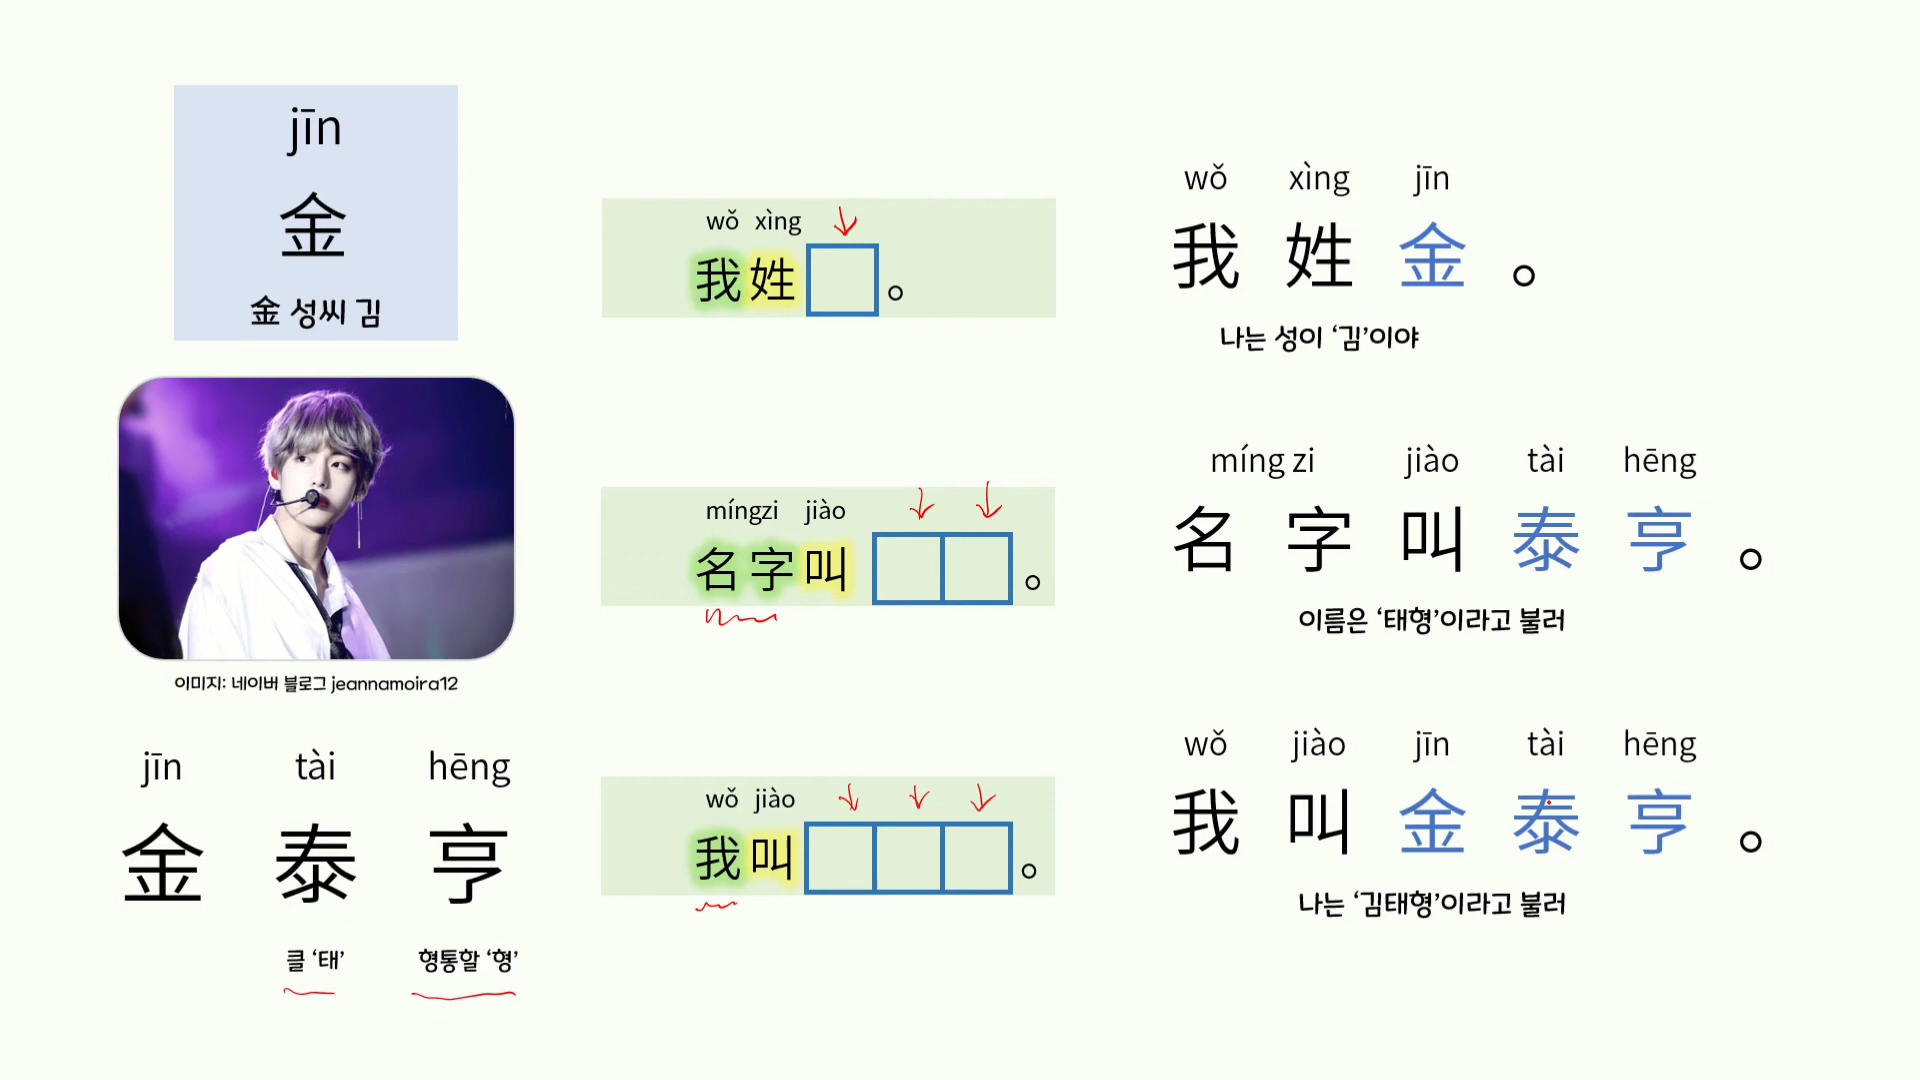 jīn
金
金 성씨 김
이미지: 네이버 블로그 jeannamoira12
jīn tài hēng
金 泰 亨
클 ‘태’ 형통할 ‘형’
wǒ xìng
我姓 。
míngzi jiào
名字叫 。
wǒ jiào
我叫 。
wǒ xìng jīn
我 姓 金 。
나는 성이 ‘김’이야
míng zi jiào tài hēng
名 字 叫 泰 亨 。
이름은 ‘태형’이라고 불러
wǒ jiào jīn tài hēng
我 叫 金 泰 亨 。
나는 ‘김태형’이라고 불러